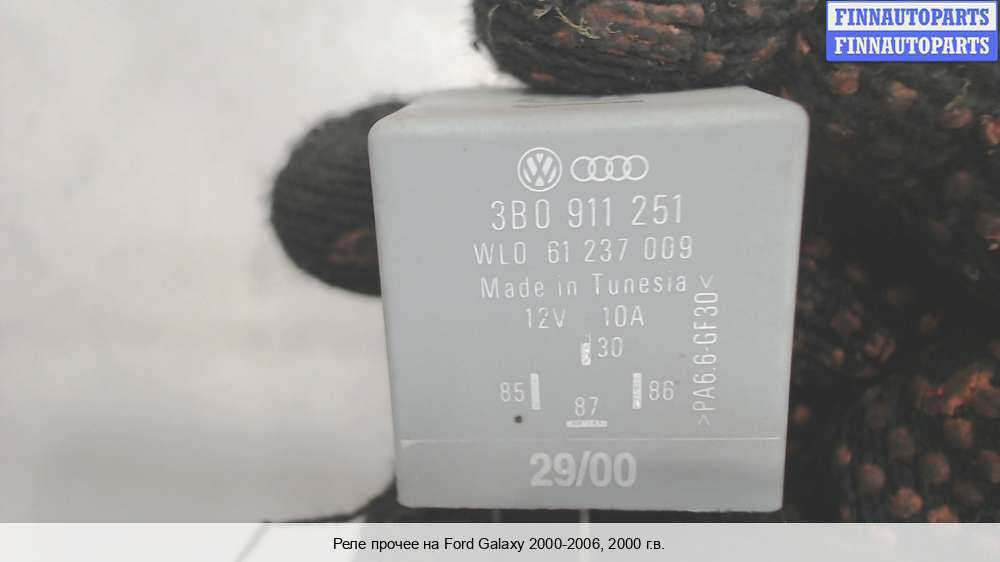 FINNAUTOPARTS
FINNAUTOPARTS
3B0 911 251
WL0 61 237 009
Made in Tunesia
12V 10A
30
85
87
86
>PA6.6-GF30<
29/00
Реле прочее на Ford Galaxy 2000-2006, 2000 г.в.